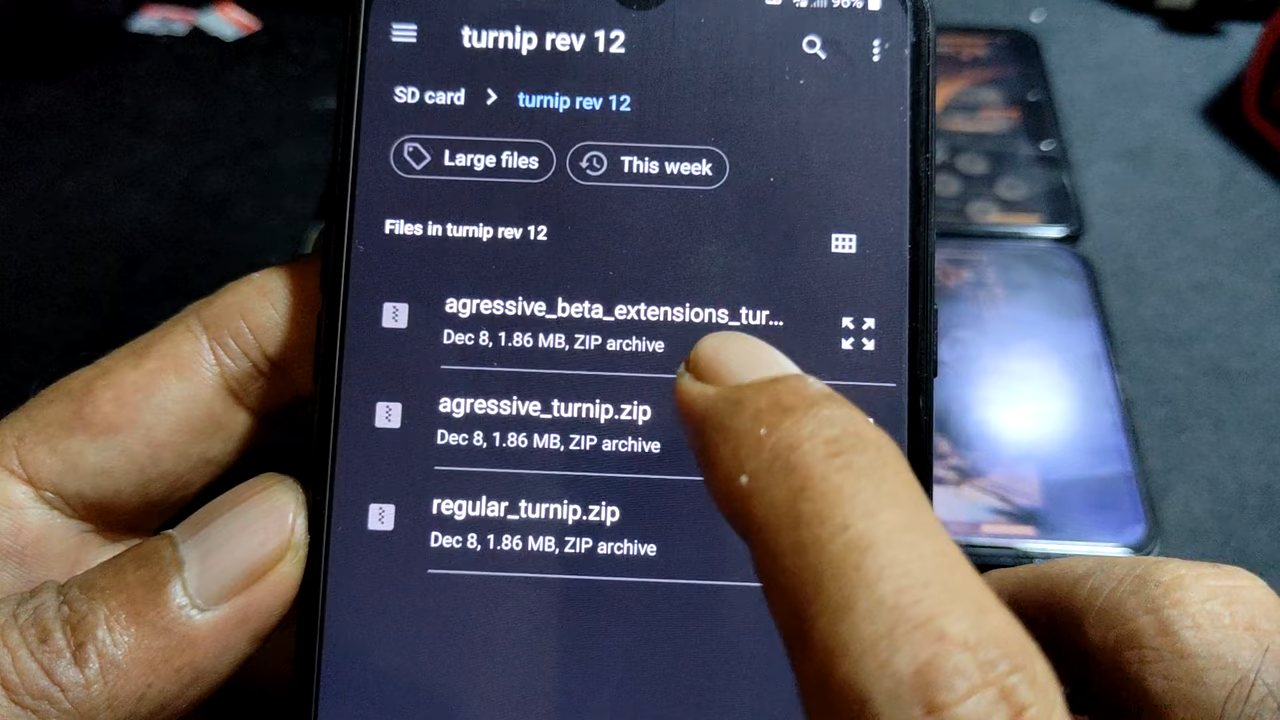 96%
turnip rev 12
SD card > turnip rev 12
Large files
This week
Files in turnip rev 12
agressive_beta_extensions_tur...
Dec 8, 1.86 MB, ZIP archive
agressive_turnip.zip
Dec 8, 1.86 MB, ZIP archive
regular_turnip.zip
Dec 8, 1.86 MB, ZIP archive